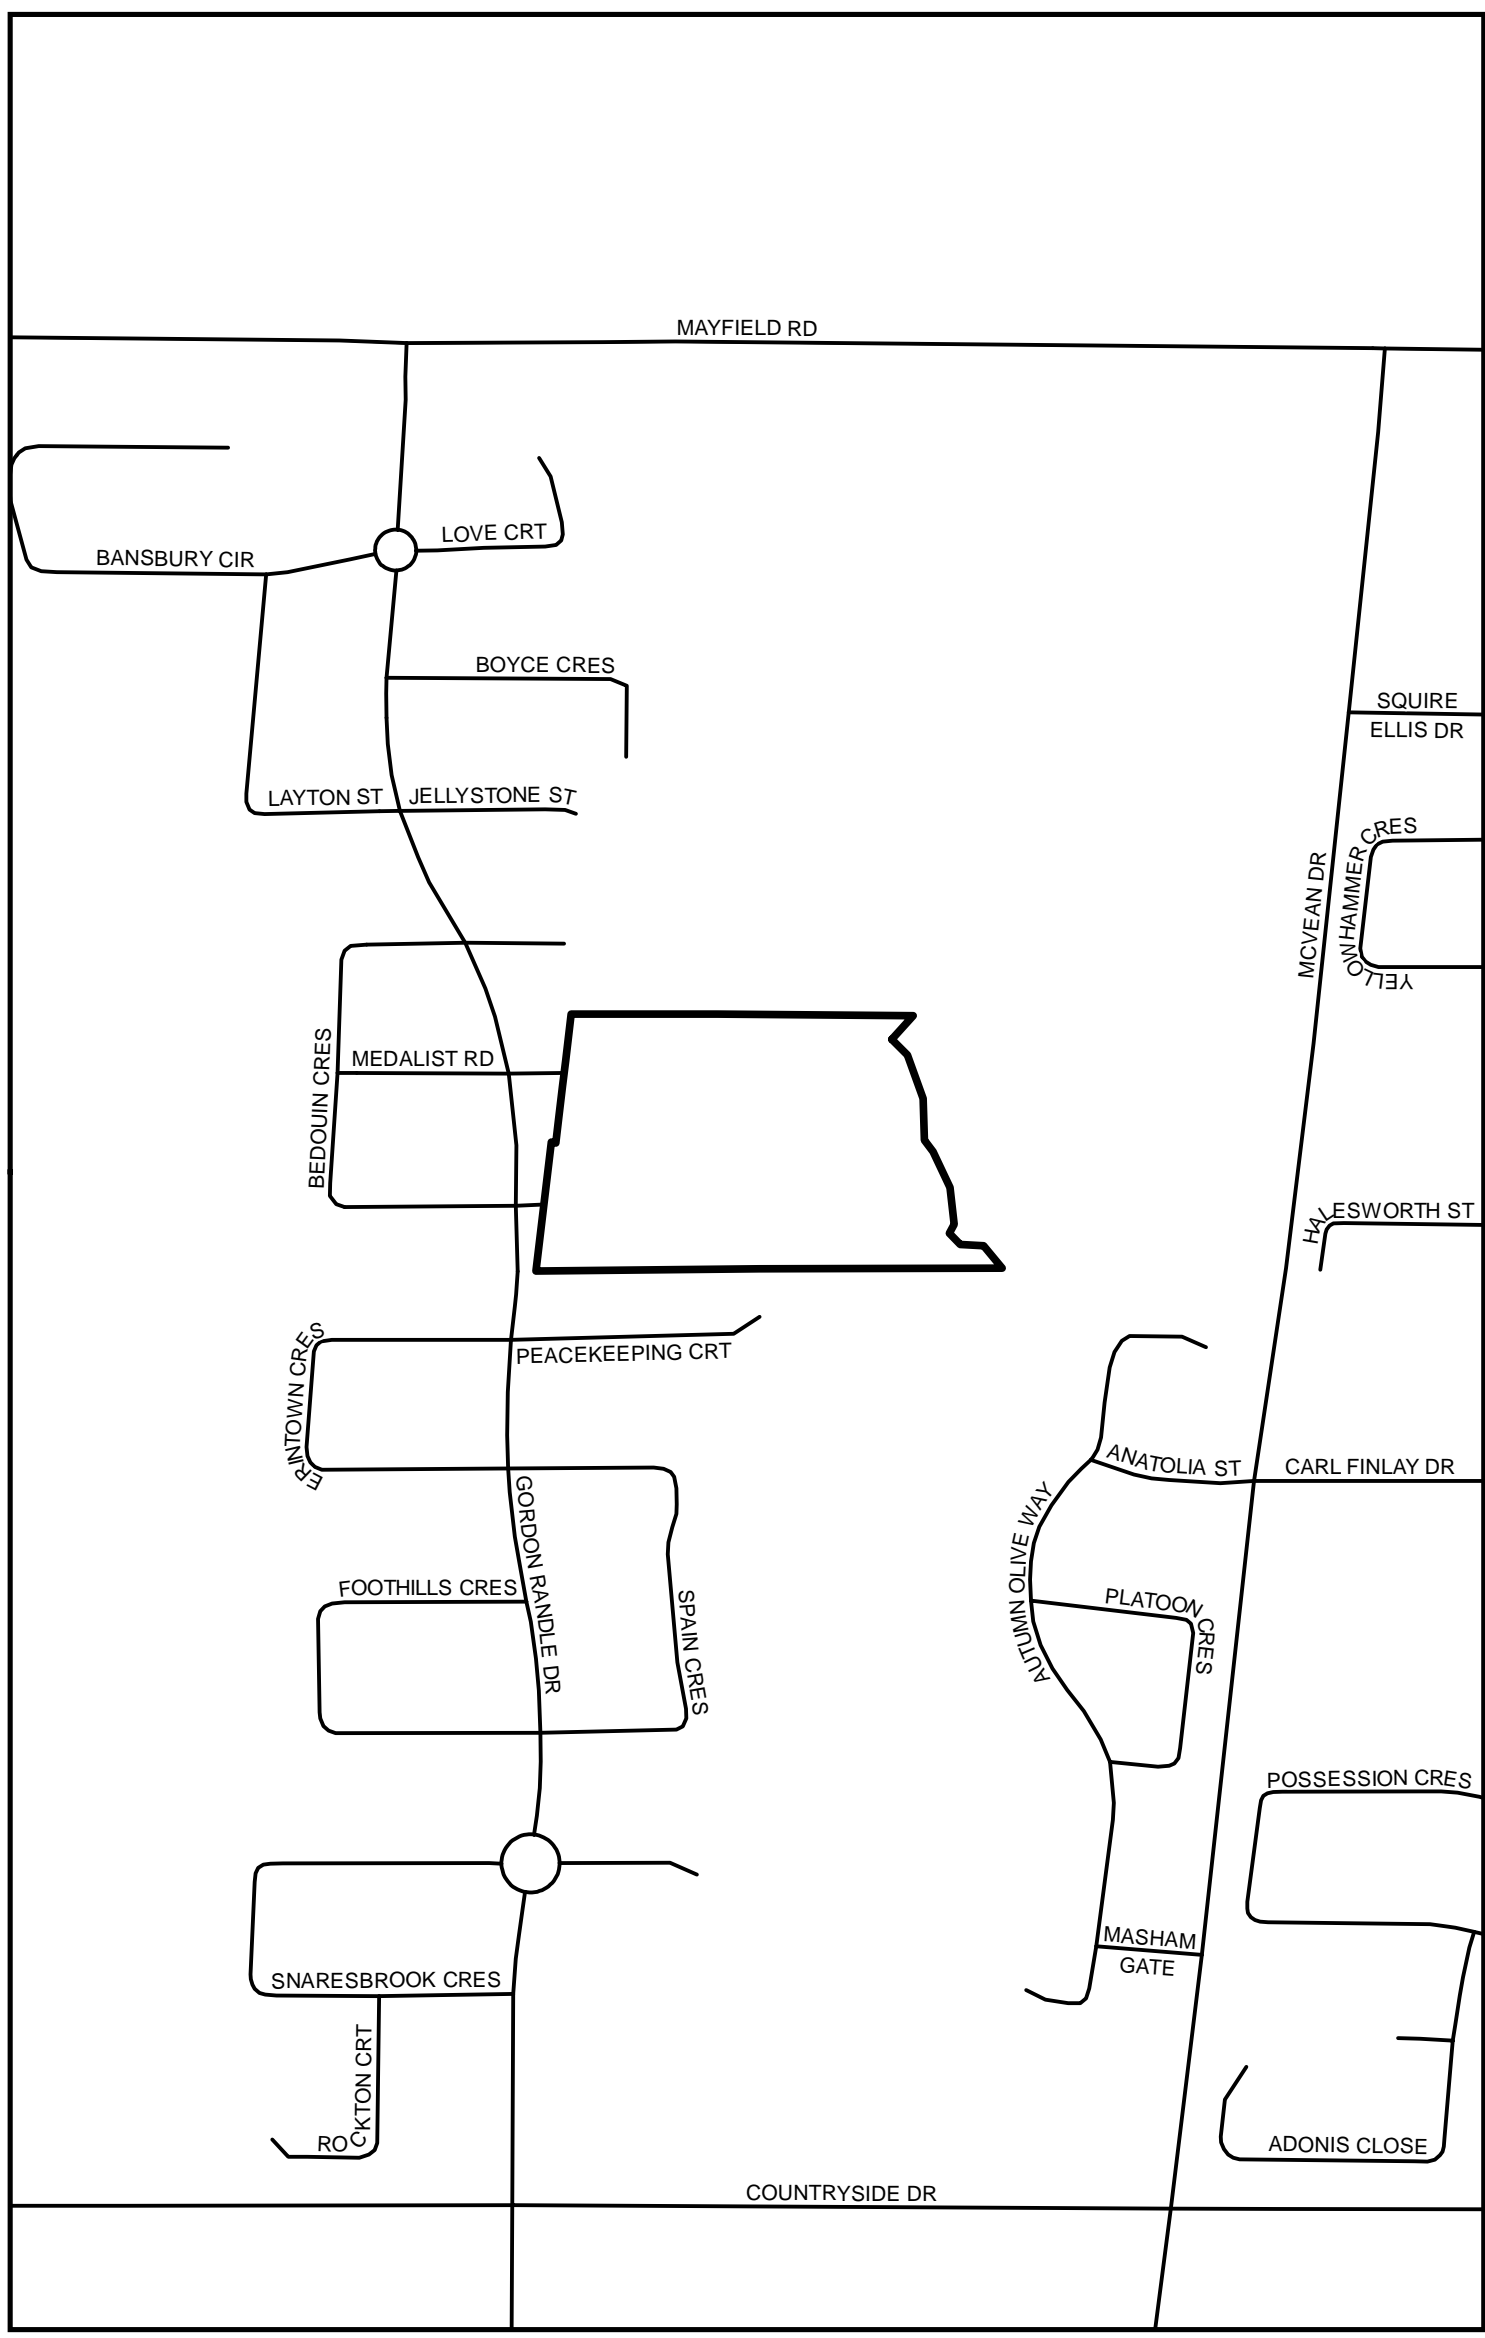 MAYFIELD RD
LOVE CRT
BANSBURY CIR
BOYCE CRES
SQUIRE
ELLIS DR
LAYTON ST
JELLYSTONE ST
YELLOWHAMMER CRES
MCVEAN DR
MEDALIST RD
BEDOUIN CRES
HALESWORTH ST
PEACEKEEPING CRT
ERINTOWN CRES
ANATOLIA ST
CARL FINLAY DR
GORDON RANDLE DR
AUTUMN OLIVE WAY
FOOTHILLS CRES
SPAIN CRES
PLATOON CRES
POSSESSION CRES
MASHAM
GATE
SNARESBROOK CRES
ROCKTON CRT
ADONIS CLOSE
COUNTRYSIDE DR